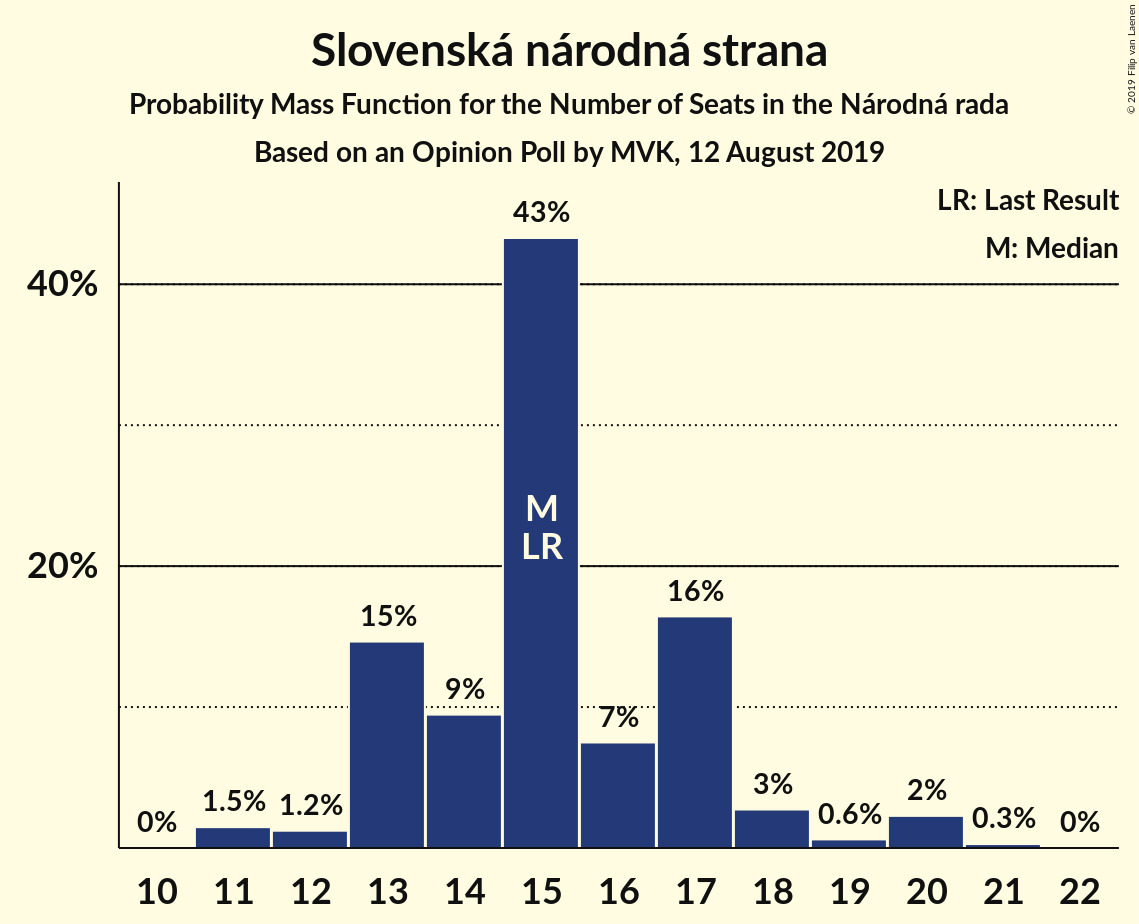 Slovenská národná strana
Probability Mass Function for the Number of Seats in the Národná rada
Based on an Opinion Poll by MVK, 12 August 2019
© 2019 Filip van Laenen
LR: Last Result
M: Median
40%
20%
0%
1.5%
1.2%
15%
9%
43%
M
LR
7%
16%
3%
0.6%
2%
0.3%
0%
10 11 12 13 14 15 16 17 18 19 20 21 22